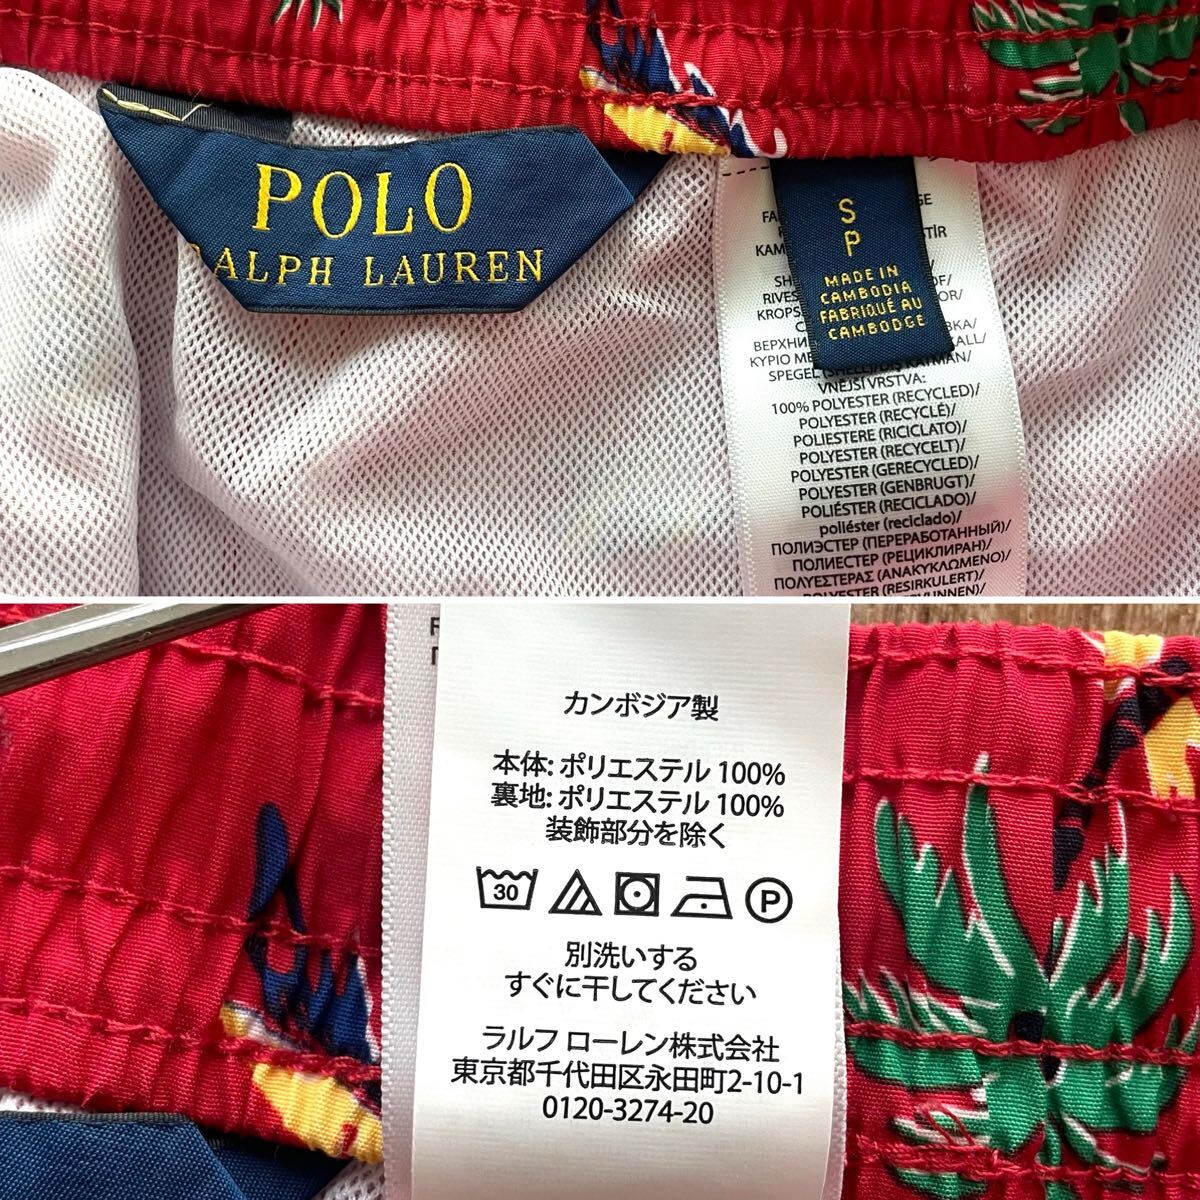 POLO
RALPH LAUREN
S
P
MADE IN
CAMBODIA
FABRIQUÉ AU
CAMBODGE
SPEGEL (SHELL)/DIŞ KATMAN/
VNĚJŠÍ VRSTVA:
100% POLYESTER (RECYCLED)/
POLYESTER (RECYCLÉ)/
POLIESTERE (RICICLATO)/
POLYESTER (RECYCELT)/
POLYESTER (GERECYCLED)/
POLYESTER (GENBRUGT)/
POLIÉSTER (RECICLADO)/
poliéster (reciclado)/
ПОЛИЭСТЕР (ПЕРЕРАБОТАННЫЙ)/
ПОЛИЕСТЕР (РЕЦИКЛИРАН)/
ΠΟΛΥΕΣΤΕΡΑΣ (ΑΝΑΚΥΚΛΩΜΕΝΟ)/
POLYESTER (RESIRKULERT)/
カンボジア製
本体: ポリエステル 100%
裏地: ポリエステル 100%
装飾部分を除く
30 P
別洗いする
すぐに干してください
ラルフ ローレン株式会社
東京都千代田区永田町2-10-1
0120-3274-20